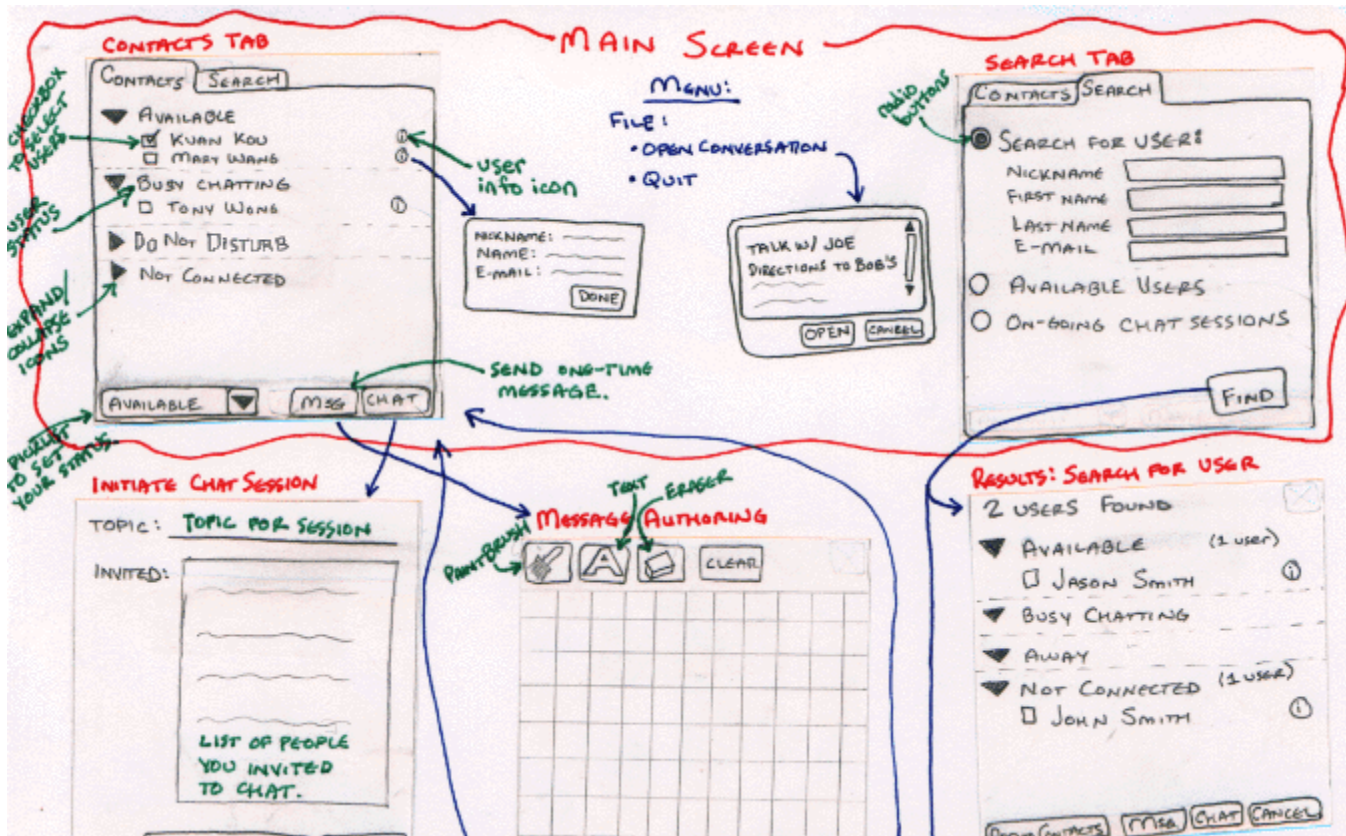 MAIN SCREEN
CONTACTS TAB
CONTACTS SEARCH
AVAILABLE
KUAN KOU
MARY WANG
BUSY CHATTING
TONY WONG
DO NOT DISTURB
NOT CONNECTED
AVAILABLE MSG CHAT
CHECKBOX
TO SELECT
USERS
USER
STATUS
EXPAND/
COLLAPSE
ICONS
PICKLIST
TO SET
YOUR STATUS.
USER
INFO ICON
NICKNAME:
NAME:
E-MAIL:
DONE
SEND ONE-TIME
MESSAGE.
MENU:
FILE:
• OPEN CONVERSATION
• QUIT
TALK W/ JOE
DIRECTIONS TO BOB'S
OPEN CANCEL
SEARCH TAB
CONTACTS SEARCH
RADIO
BUTTONS
SEARCH FOR USER:
NICKNAME
FIRST NAME
LAST NAME
E-MAIL
AVAILABLE USERS
ON-GOING CHAT SESSIONS
FIND
INITIATE CHAT SESSION
TOPIC: TOPIC FOR SESSION
INVITED:
LIST OF PEOPLE
YOU INVITED
TO CHAT.
MESSAGE AUTHORING
PAINTBRUSH
TEXT
ERASER
A CLEAR
RESULTS: SEARCH FOR USER
2 USERS FOUND
AVAILABLE (1 USER)
JASON SMITH
BUSY CHATTING
AWAY
NOT CONNECTED (1 USER)
JOHN SMITH
CONTACTS MSG CHAT CANCEL